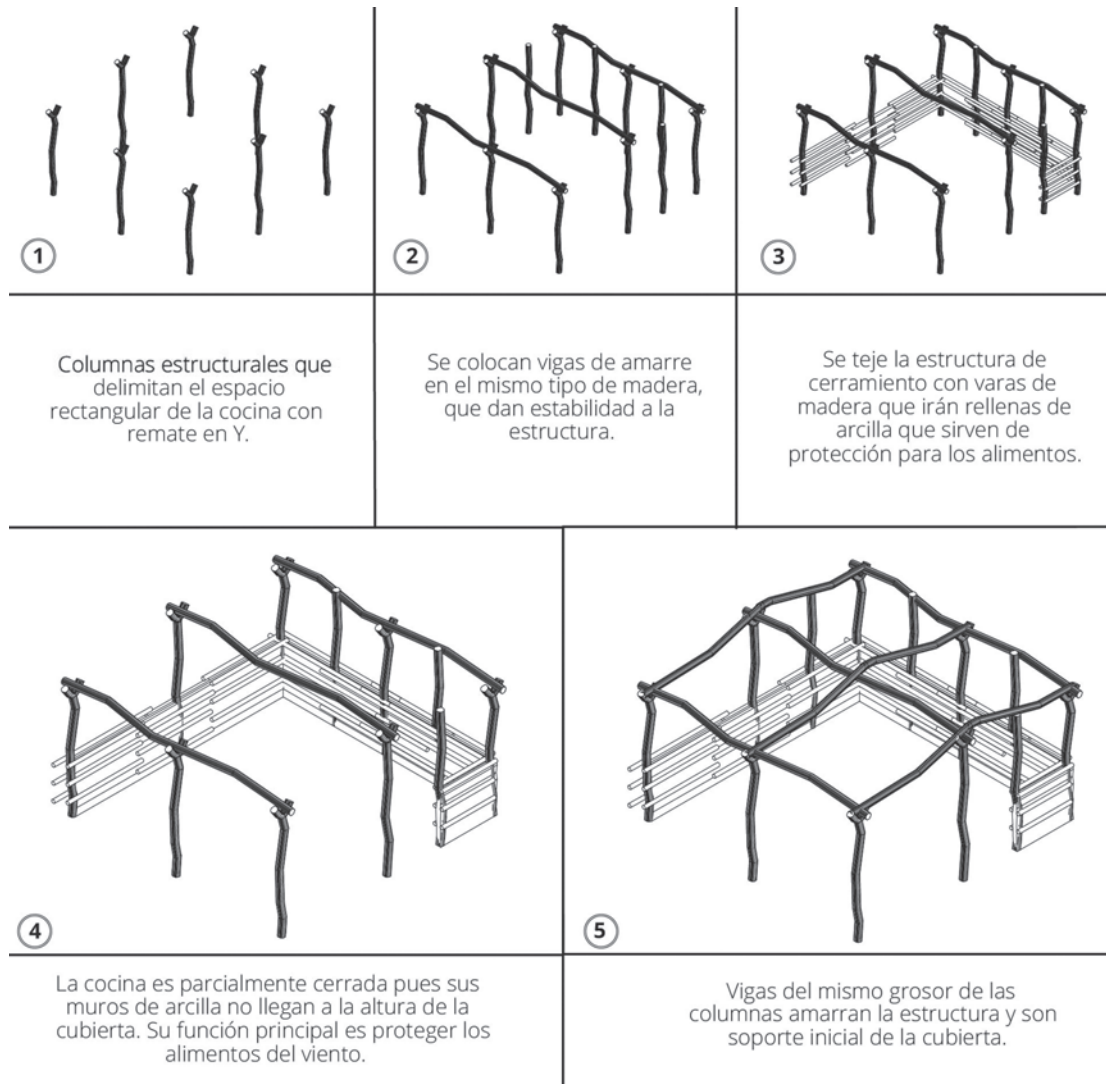 1
2
3
Columnas estructurales que
delimitan el espacio
rectangular de la cocina con
remate en Y.
Se colocan vigas de amarre
en el mismo tipo de madera,
que dan estabilidad a la
estructura.
Se teje la estructura de
cerramiento con varas de
madera que irán rellenas de
arcilla que sirven de
protección para los alimentos.
4
5
La cocina es parcialmente cerrada pues sus
muros de arcilla no llegan a la altura de la
cubierta. Su función principal es proteger los
alimentos del viento.
Vigas del mismo grosor de las
columnas amarran la estructura y son
soporte inicial de la cubierta.